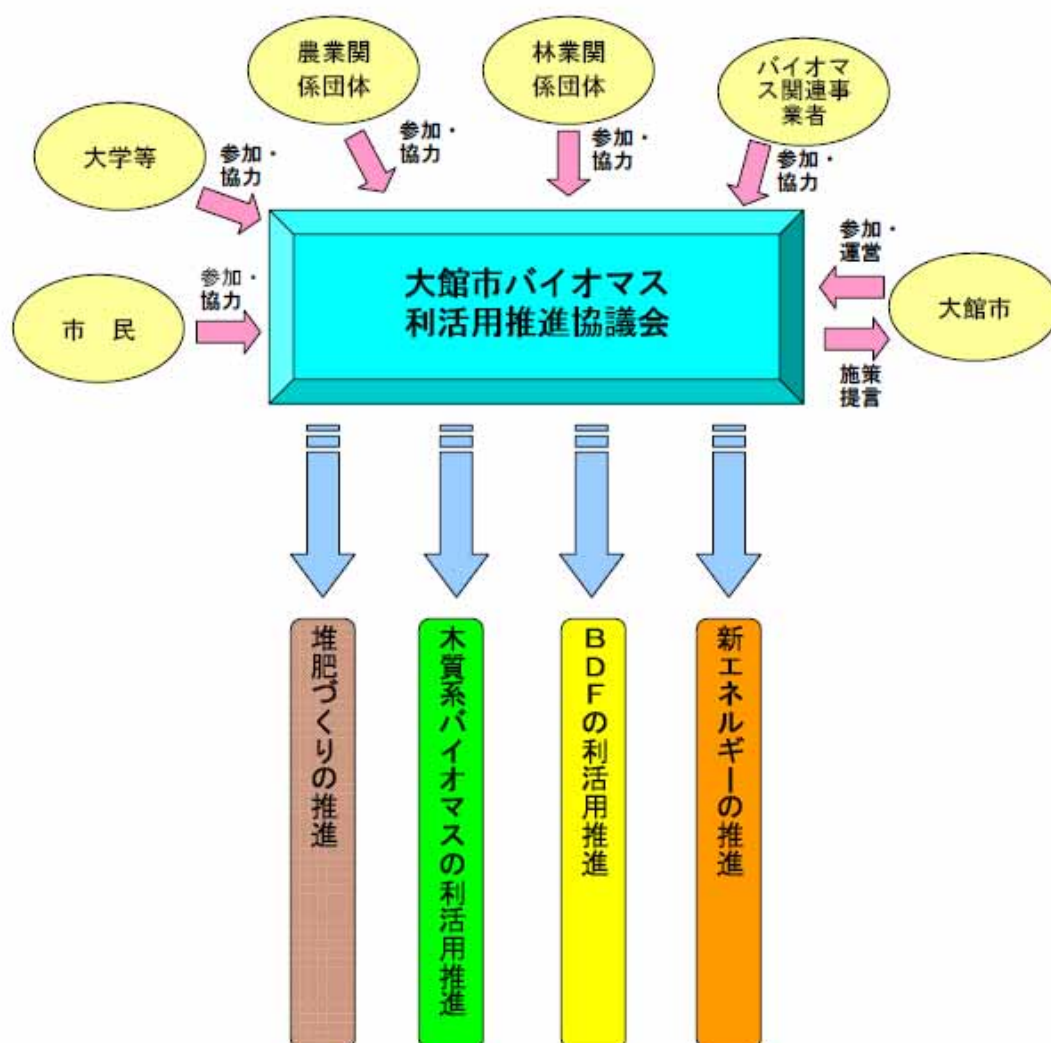 農業関
係団体
林業関
係団体
バイオマ
ス関連事
業者
大学等
参加・
協力
参加・
協力
参加・
協力
参加・
協力
市　民
参加・
協力
大館市バイオマス
利活用推進協議会
参加・
運営
大館市
施策
提言
堆肥づくりの推進
木質系バイオマスの利活用推進
BDFの利活用推進
新エネルギーの推進